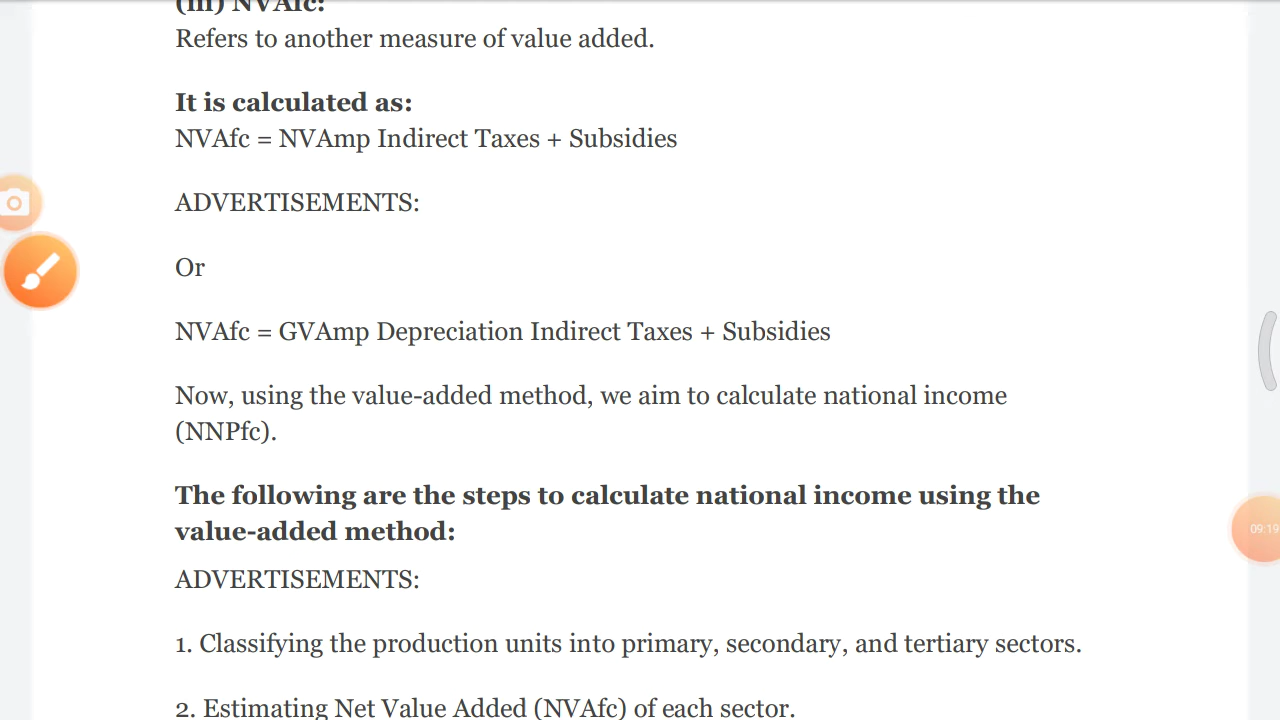 (iii) NVAfc:
Refers to another measure of value added.
It is calculated as:
NVAfc = NVAmp Indirect Taxes + Subsidies
ADVERTISEMENTS:
Or
NVAfc = GVAmp Depreciation Indirect Taxes + Subsidies
Now, using the value-added method, we aim to calculate national income
(NNPfc).
The following are the steps to calculate national income using the
value-added method:
ADVERTISEMENTS:
1. Classifying the production units into primary, secondary, and tertiary sectors.
2. Estimating Net Value Added (NVAfc) of each sector.
09:19